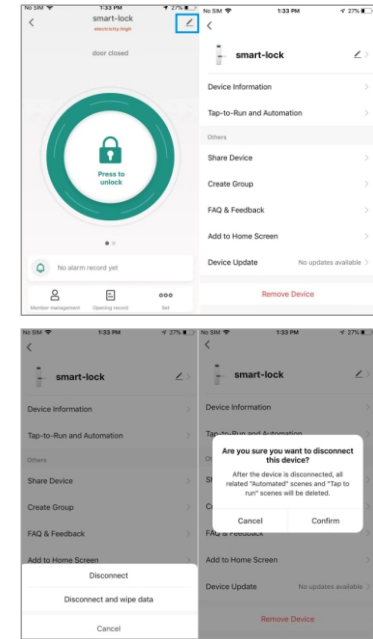 No SIM 1:33 PM 27%
smart-lock
electricity:high
door closed
Press to
unlock
No alarm record yet
Member management Opening record Set
No SIM 1:33 PM 27%
smart-lock
Device Information
Tap-to-Run and Automation
Others
Share Device
Create Group
FAQ & Feedback
Add to Home Screen
Device Update No updates available
Remove Device
No SIM 1:33 PM 27%
smart-lock
Device Information
Tap-to-Run and Automation
Others
Share Device
Create Group
FAQ & Feedback
Add to Home Screen
Disconnect
Disconnect and wipe data
Cancel
No SIM 1:33 PM 27%
smart-lock
Device Information
Tap-to-Run and Automation
Are you sure you want to disconnect
this device?
After the device is disconnected, all
related "Automated" scenes and "Tap to
run" scenes will be deleted.
Cancel Confirm
FAQ & Feedback
Add to Home Screen
Device Update No updates available
Remove Device